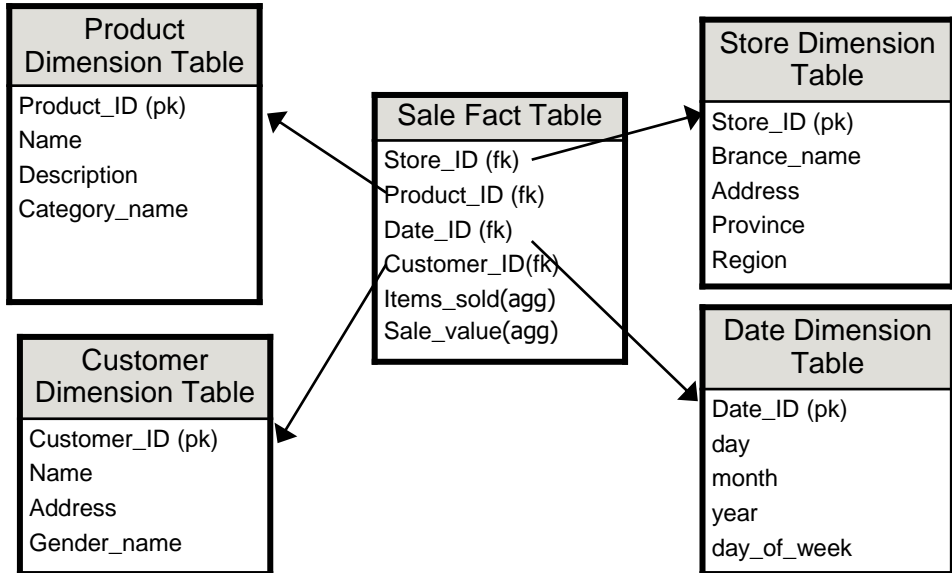 Product
Dimension Table
Product_ID (pk)
Name
Description
Category_name
Sale Fact Table
Store_ID (fk)
Product_ID (fk)
Date_ID (fk)
Customer_ID(fk)
Items_sold(agg)
Sale_value(agg)
Store Dimension
Table
Store_ID (pk)
Brance_name
Address
Province
Region
Customer
Dimension Table
Customer_ID (pk)
Name
Address
Gender_name
Date Dimension
Table
Date_ID (pk)
day
month
year
day_of_week